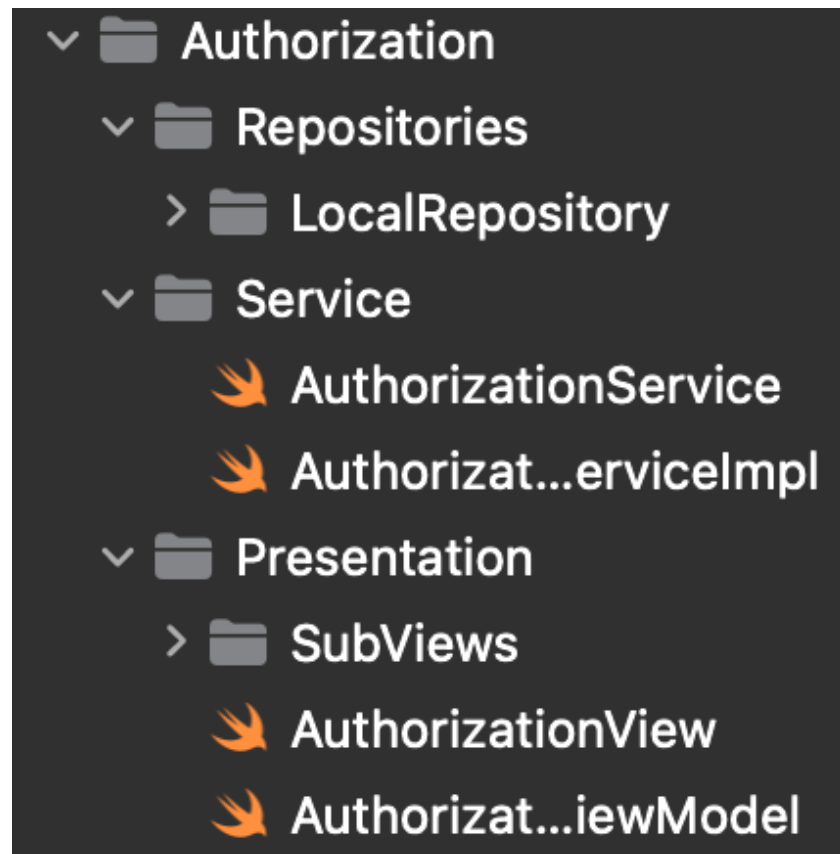 Authorization
Repositories
LocalRepository
Service
AuthorizationService
Authorizat...erviceImpl
Presentation
SubViews
AuthorizationView
Authorizat...iewModel